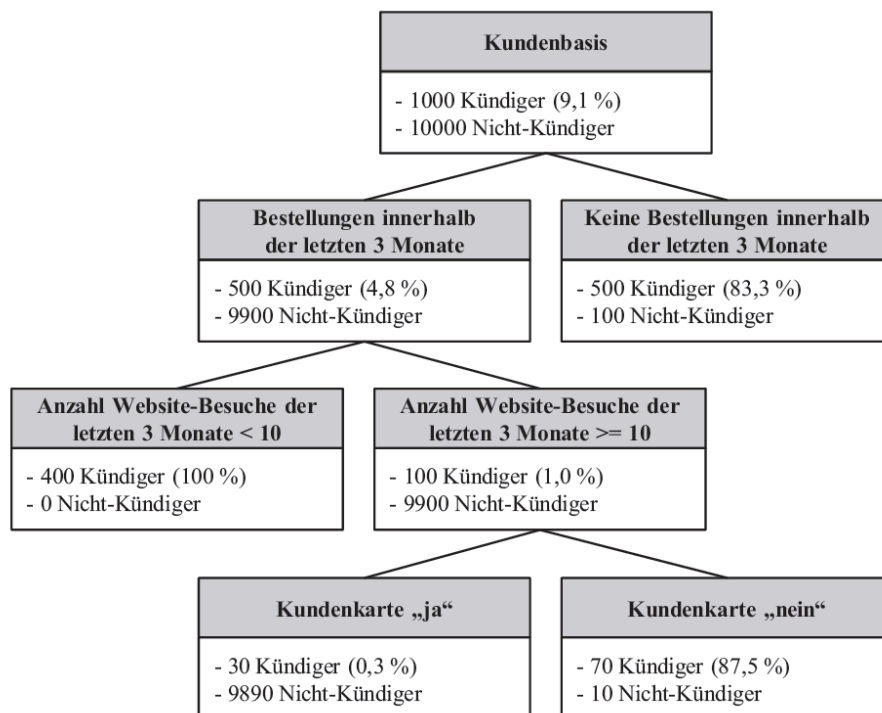 Kundenbasis
- 1000 Kündiger (9,1 %)
- 10000 Nicht-Kündiger
Bestellungen innerhalb
der letzten 3 Monate
- 500 Kündiger (4,8 %)
- 9900 Nicht-Kündiger
Keine Bestellungen innerhalb
der letzten 3 Monate
- 500 Kündiger (83,3 %)
- 100 Nicht-Kündiger
Anzahl Website-Besuche der
letzten 3 Monate < 10
- 400 Kündiger (100 %)
- 0 Nicht-Kündiger
Anzahl Website-Besuche der
letzten 3 Monate >= 10
- 100 Kündiger (1,0 %)
- 9900 Nicht-Kündiger
Kundenkarte „ja“
- 30 Kündiger (0,3 %)
- 9890 Nicht-Kündiger
Kundenkarte „nein“
- 70 Kündiger (87,5 %)
- 10 Nicht-Kündiger